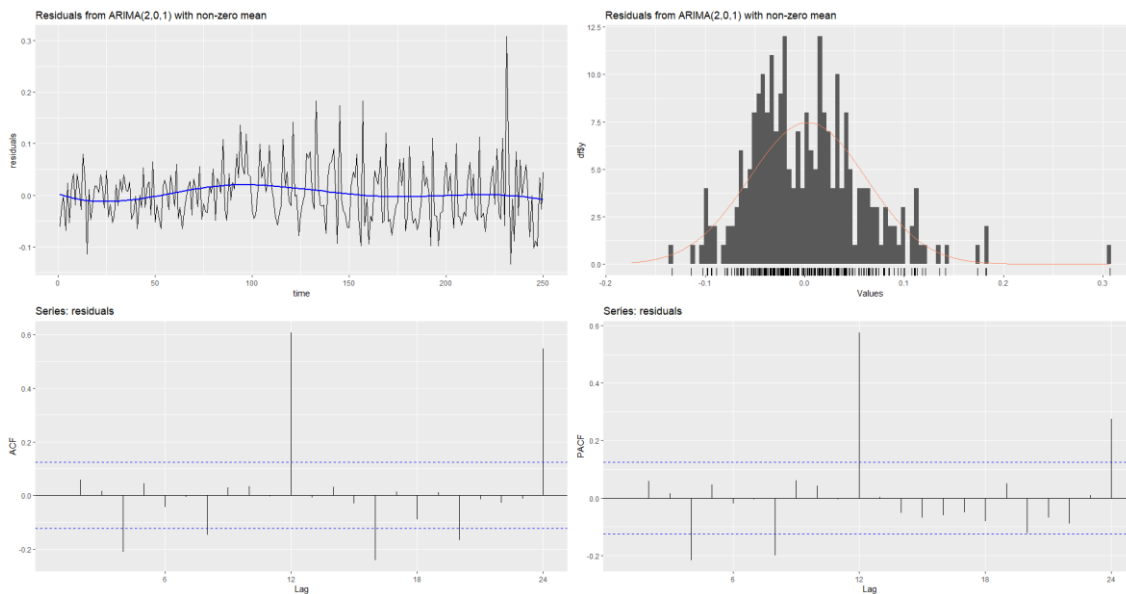 Residuals from ARIMA(2,0,1) with non-zero mean
0.3
0.2
0.1
0.0
-0.1
residuals
0 50 100 150 200 250
time
Residuals from ARIMA(2,0,1) with non-zero mean
12.5
10.0
7.5
5.0
2.5
0.0
df$y
-0.2 -0.1 0.0 0.1 0.2 0.3
Values
Series: residuals
0.6
0.4
0.2
0.0
-0.2
ACF
6 12 18 24
Lag
Series: residuals
0.6
0.4
0.2
0.0
-0.2
PACF
6 12 18 24
Lag